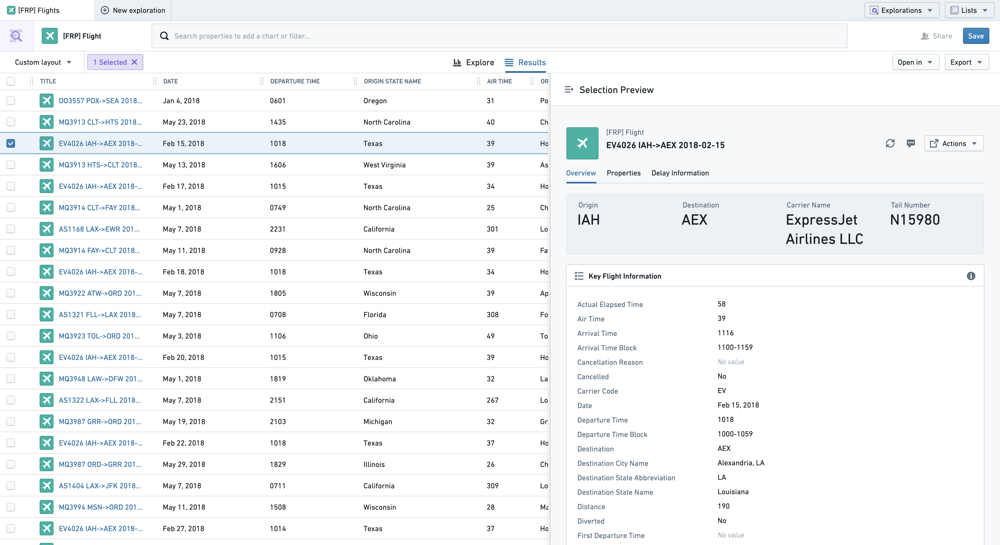 [FRP] Flights
New exploration
Explorations
Lists
[FRP] Flight
Search properties to add a chart or filter...
Share
Save
Custom layout
1 Selected
Explore
Results
Open in
Export
TITLE DATE DEPARTURE TIME ORIGIN STATE NAME AIR TIME OR
OO3557 PDX->SEA 2018... Jan 4, 2018 0601 Oregon 31 Po
MQ3913 CLT->HTS 2018... May 23, 2018 1435 North Carolina 40 Ch
EV4026 IAH->AEX 2018-... Feb 15, 2018 1018 Texas 39 Ho
MQ3913 HTS->CLT 2018... May 13, 2018 1606 West Virginia 39 As
EV4026 IAH->AEX 2018-... Feb 17, 2018 1015 Texas 34 Ho
MQ3914 CLT->FAY 2018... May 1, 2018 0749 North Carolina 25 Ch
AS1168 LAX->EWR 201... May 7, 2018 2231 California 301 Lo
MQ3914 FAY->CLT 2018... May 11, 2018 0928 North Carolina 39 Fa
EV4026 IAH->AEX 2018-... Feb 18, 2018 1018 Texas 34 Ho
MQ3922 ATW->ORD 201... May 7, 2018 1805 Wisconsin 39 Ap
AS1321 FLL->LAX 2018... May 7, 2018 0708 Florida 308 Fo
MQ3923 TOL->ORD 201... May 3, 2018 1106 Ohio 49 To
EV4026 IAH->AEX 2018-... Feb 20, 2018 1015 Texas 39 Ho
MQ3948 LAW->DFW 201... May 1, 2018 1819 Oklahoma 32 La
AS1322 LAX->FLL 2018... May 7, 2018 2151 California 267 Lo
MQ3987 GRR->ORD 201... May 19, 2018 2103 Michigan 32 Gr
EV4026 IAH->AEX 2018-... Feb 22, 2018 1018 Texas 37 Ho
MQ3987 ORD->GRR 201... May 29, 2018 1829 Illinois 26 Ch
AS1404 LAX->JFK 2018... May 7, 2018 0711 California 309 Lo
MQ3994 MSN->ORD 201... May 11, 2018 1508 Wisconsin 28 Ma
EV4026 IAH->AEX 2018-... Feb 27, 2018 1014 Texas 37 Ho
Selection Preview
[FRP] Flight
EV4026 IAH->AEX 2018-02-15
Actions
Overview Properties Delay Information
Origin Destination Carrier Name Tail Number
IAH AEX ExpressJet N15980
Airlines LLC
Key Flight Information
Actual Elapsed Time 58
Air Time 39
Arrival Time 1116
Arrival Time Block 1100-1159
Cancellation Reason No value
Cancelled No
Carrier Code EV
Date Feb 15, 2018
Departure Time 1018
Departure Time Block 1000-1059
Destination AEX
Destination City Name Alexandria, LA
Destination State Abbreviation LA
Destination State Name Louisiana
Distance 190
Diverted No
First Departure Time No value